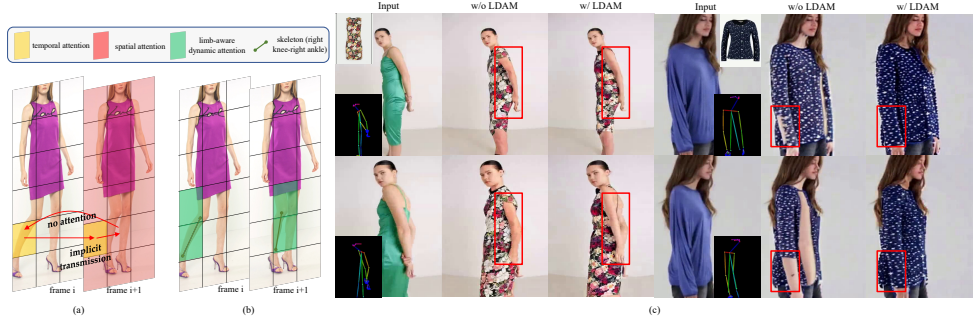 temporal attention
spatial attention
limb-aware
dynamic attention
skeleton (right
knee-right ankle)
no attention
implicit
transmission
frame i
frame i+1
(a)
frame i
frame i+1
(b)
Input
w/o LDAM
w/ LDAM
Input
w/o LDAM
w/ LDAM
(c)